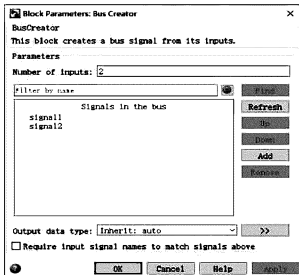 Block Parameters: Bus Creator
BusCreator
This block creates a bus signal from its inputs.
Parameters
Number of inputs: 2
Filter by name
Find
Signals in the bus
Refresh
signal1
signal2
Up
Down
Add
Remove
Output data type: Inherit: auto
>>
Require input signal names to match signals above
OK
Cancel
Help
Apply